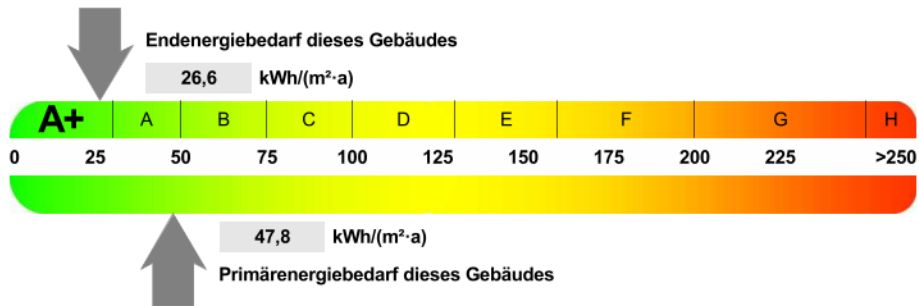 Endenergiebedarf dieses Gebäudes
26,6 kWh/(m²·a)
A+ A B C D E F G H
0 25 50 75 100 125 150 175 200 225 >250
47,8 kWh/(m²·a)
Primärenergiebedarf dieses Gebäudes